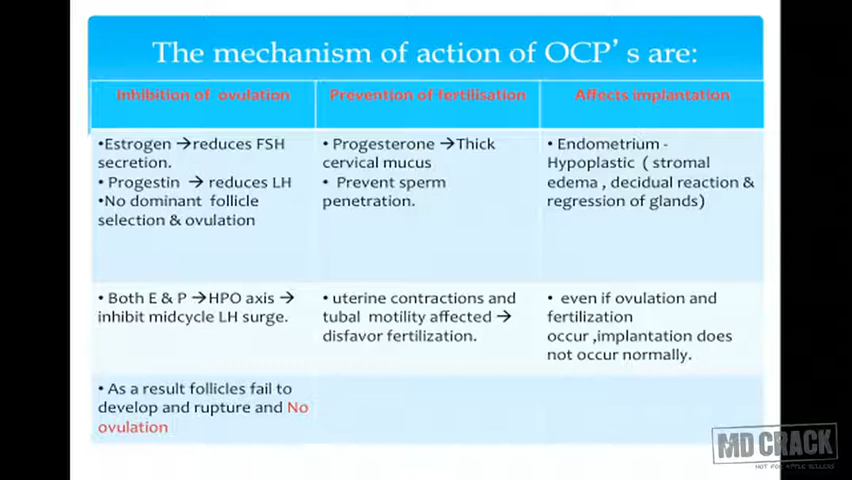 The mechanism of action of OCP's are:
Inhibition of ovulation
Prevention of fertilisation
Affects implantation
•Estrogen →reduces FSH
secretion.
• Progestin → reduces LH
•No dominant follicle
selection & ovulation
• Progesterone →Thick
cervical mucus
• Prevent sperm
penetration.
• Endometrium -
Hypoplastic ( stromal
edema , decidual reaction &
regression of glands)
• Both E & P →HPO axis →
inhibit midcycle LH surge.
• uterine contractions and
tubal motility affected →
disfavor fertilization.
• even if ovulation and
fertilization
occur ,implantation does
not occur normally.
• As a result follicles fail to
develop and rupture and No
ovulation
MD CRACK
NOT FOR APPLE SELLERS